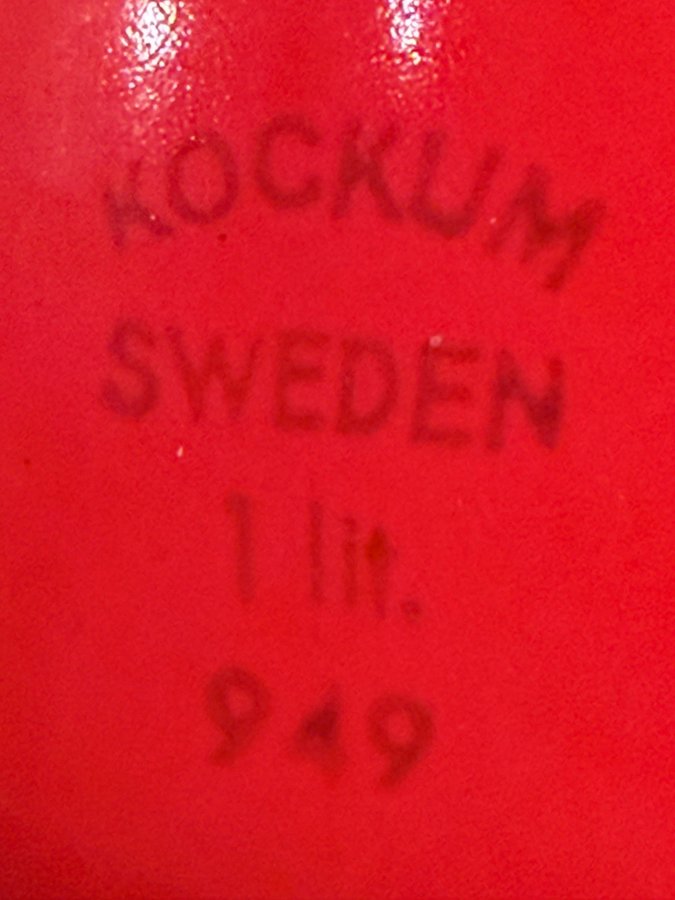 KOCKUM
SWEDEN
1 lit.
949